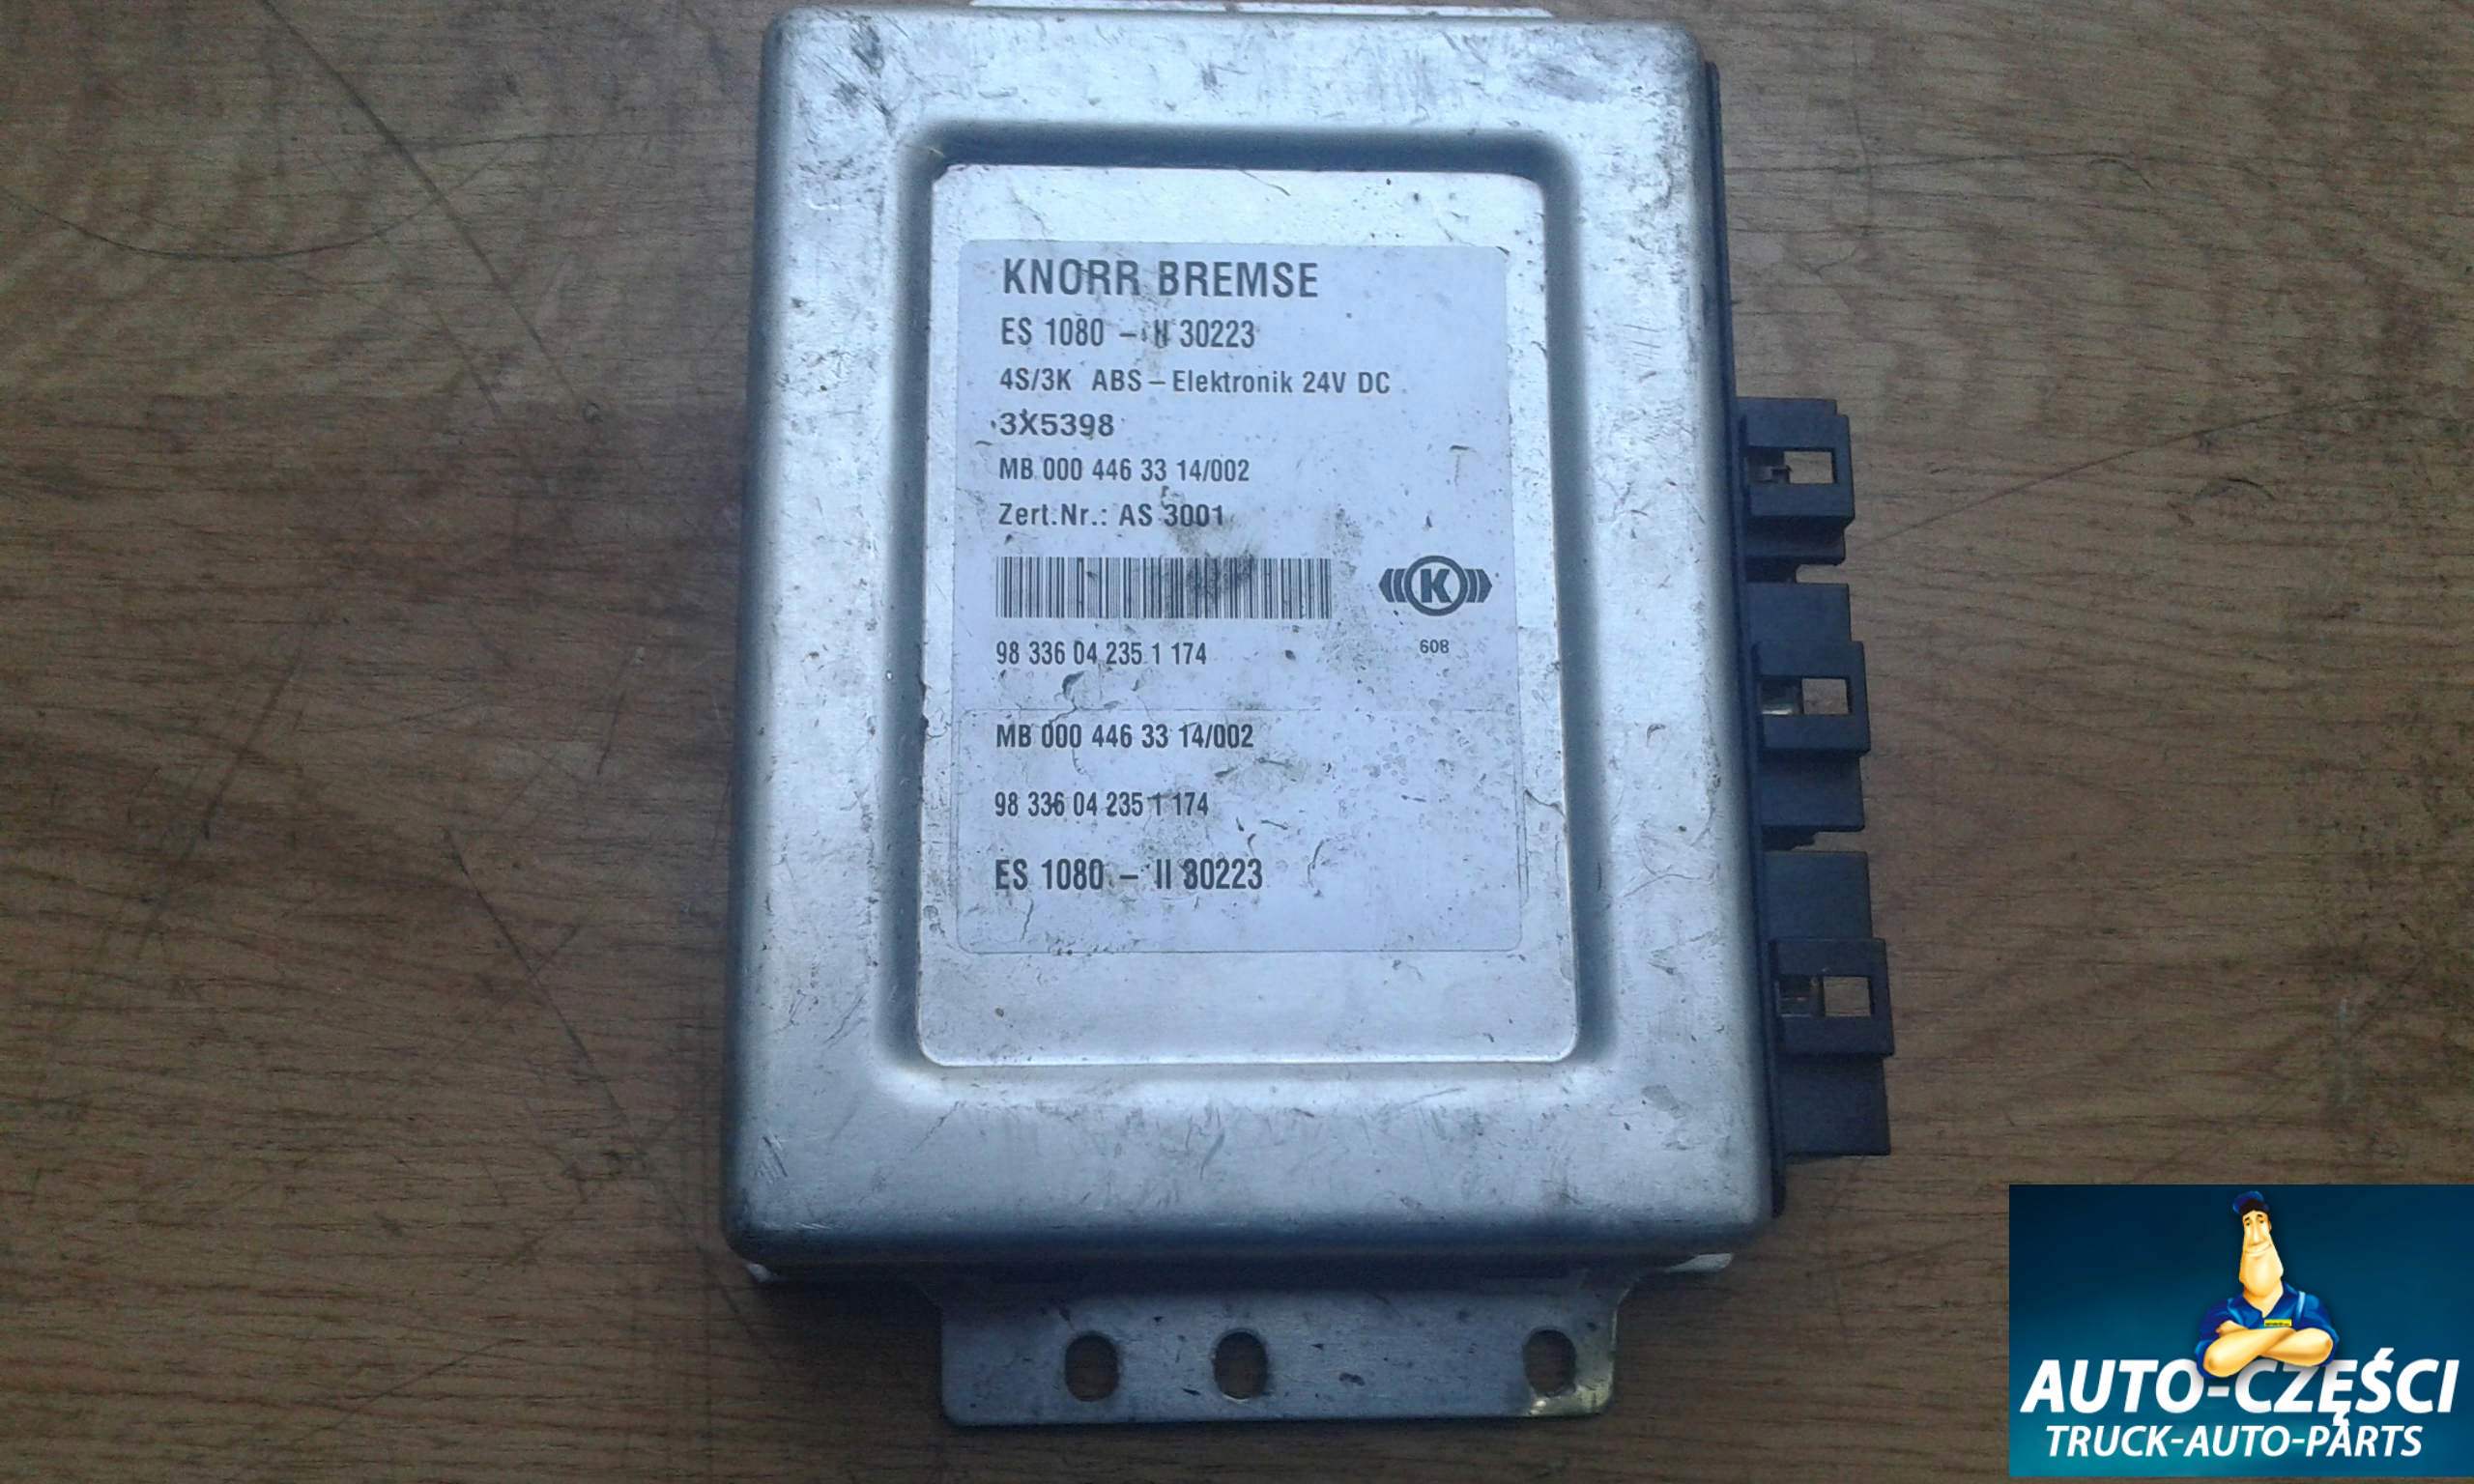 KNORR BREMSE
ES 1080 – II 30223
4S/3K ABS – Elektronik 24V DC
3X5398
MB 000 446 33 14/002
Zert.Nr.: AS 3001
K
98 336 04 235 1 174
608
MB 000 446 33 14/002
98 336 04 235 1 174
ES 1080 – II 30223
AUTO-CZĘŚCI
TRUCK-AUTO-PARTS